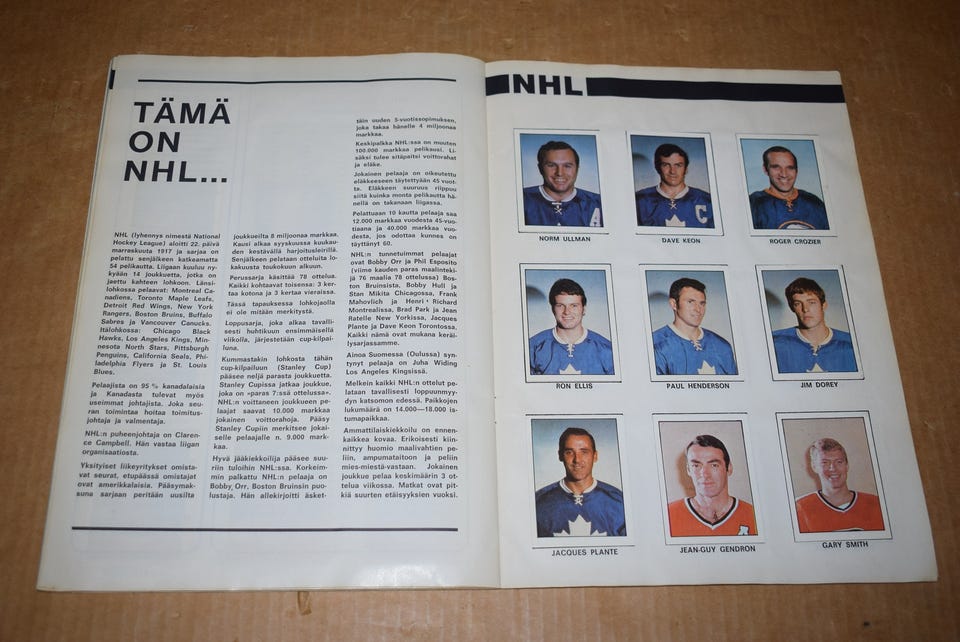 TÄMÄ
ON
NHL...
NHL (lyhennys nimestä National
Hockey League) aloitti 22. päivä
marraskuuta 1917 ja sarjaa on
pelattu senjälkeen katkeamatta
54 pelikautta. Liigaan kuuluu ny-
kyään 14 joukkuetta, jotka on
jaettu kahteen lohkoon. Länsi-
lohkossa pelaavat: Montreal Ca-
nadiens, Toronto Maple Leafs,
Detroit Red Wings, New York
Rangers, Boston Bruins, Buffalo
Sabres ja Vancouver Canucks.
Itälohkossa: Chicago Black
Hawks, Los Angeles Kings, Min-
nesota North Stars, Pittsburgh
Penguins, California Seals, Phi-
ladelphia Flyers ja St. Louis
Blues.
Pelaajista on 95 % kanadalaisia
ja Kanadasta tulevat myös
useimmat johtajista. Joka seu-
ran toimintaa hoitaa toimitus-
johtaja ja valmentaja.
NHL:n puheenjohtaja on Claren-
ce Campbell. Hän vastaa liigan
organisaatiosta.
Yksityiset liikeyritykset omista-
vat seurat, etupäässä omistajat
ovat amerikkalaisia. Pääsymak-
suna sarjaan peritään uusilta
joukkueilta 8 miljoonaa markkaa.
Kausi alkaa syyskuussa kuukau-
den kestävällä harjoitusleirillä.
Senjälkeen pelataan otteluita lo-
kakuusta toukokuun alkuun.
Perussarja käsittää 78 ottelua.
Kaikki kohtaavat toisensa: 3 ker-
taa kotona ja 3 kertaa vieraissa.
Tässä tapauksessa lohkojaolla
ei ole mitään merkitystä.
Loppusarja, joka alkaa tavalli-
sesti huhtikuun ensimmäisellä
viikolla, järjestetään cup-kilpai-
luna.
Kummastakin lohkosta tähän
cup-kilpailuun (Stanley Cup)
pääsee neljä parasta joukkuetta.
Stanley Cupissa jatkaa joukkue,
joka on »paras 7:ssä ottelussa».
NHL:n voittaneen joukkueen pe-
laajat saavat 10.000 markkaa
jokainen voittorahoja. Pääsy
Stanley Cupiin merkitsee jokai-
selle pelaajalle n. 9.000 mark-
kaa.
Hyvä jääkiekkoilija pääsee suu-
riin tuloihin NHL:ssa. Korkeim-
min palkattu NHL:n pelaaja on
Bobby Orr, Boston Bruinsin puo-
lustaja. Hän allekirjoitti äsket-
täin uuden 5-vuotissopimuksen,
joka takaa hänelle 4 miljoonaa
markkaa.
Keskipalkka NHL:ssa on muuten
100.000 markkaa pelikausi. Li-
säksi tulee sitäpaitsi voittorahat
ja eläke.
Jokainen pelaaja on oikeutettu
eläkkeeseen täytettyään 45 vuot-
ta. Eläkkeen suuruus riippuu
siitä kuinka monta pelikautta hä-
nellä on takanaan liigassa.
Pelattuaan 10 kautta pelaaja saa
12.000 markkaa vuodesta 45-vuo-
tiaana ja 40.000 markkaa vuo-
desta, jos odottaa kunnes on
täyttänyt 60.
NHL:n tunnetuimmat pelaajat
ovat Bobby Orr ja Phil Esposito
(viime kauden paras maalinteki-
jä 76 maalia 78 ottelussa) Bos-
ton Bruinsista, Bobby Hull ja
Stan Mikita Chicagossa, Frank
Mahovlich ja Henri Richard
Montrealissa, Brad Park ja Jean
Ratelle New Yorkissa, Jacques
Plante ja Dave Keon Torontossa.
Kaikki nämä ovat mukana keräi-
lysarjassamme.
Ainoa Suomessa (Oulussa) syn-
tynyt pelaaja on Juha Widing
Los Angeles Kingsissä.
Melkein kaikki NHL:n ottelut pe-
lataan tavallisesti loppuunmyy-
dyn katsomon edessä. Paikkojen
lukumäärä on 14.000—18.000 is-
tumapaikkaa.
Ammattilaiskiekkoilu on ennen-
kaikkea kovaa. Erikoisesti kiin-
nittyy huomio maalivahtien pe-
liin, ampumataitoon ja peliin
mies-miestä-vastaan. Jokainen
joukkue pelaa keskimäärin 3 ot-
telua viikossa. Matkat ovat pit-
kiä suurten etäisyyksien vuoksi.
NHL
A
C
NORM ULLMAN
DAVE KEON
ROGER CROZIER
RON ELLIS
PAUL HENDERSON
JIM DOREY
JACQUES PLANTE
JEAN-GUY GENDRON
GARY SMITH